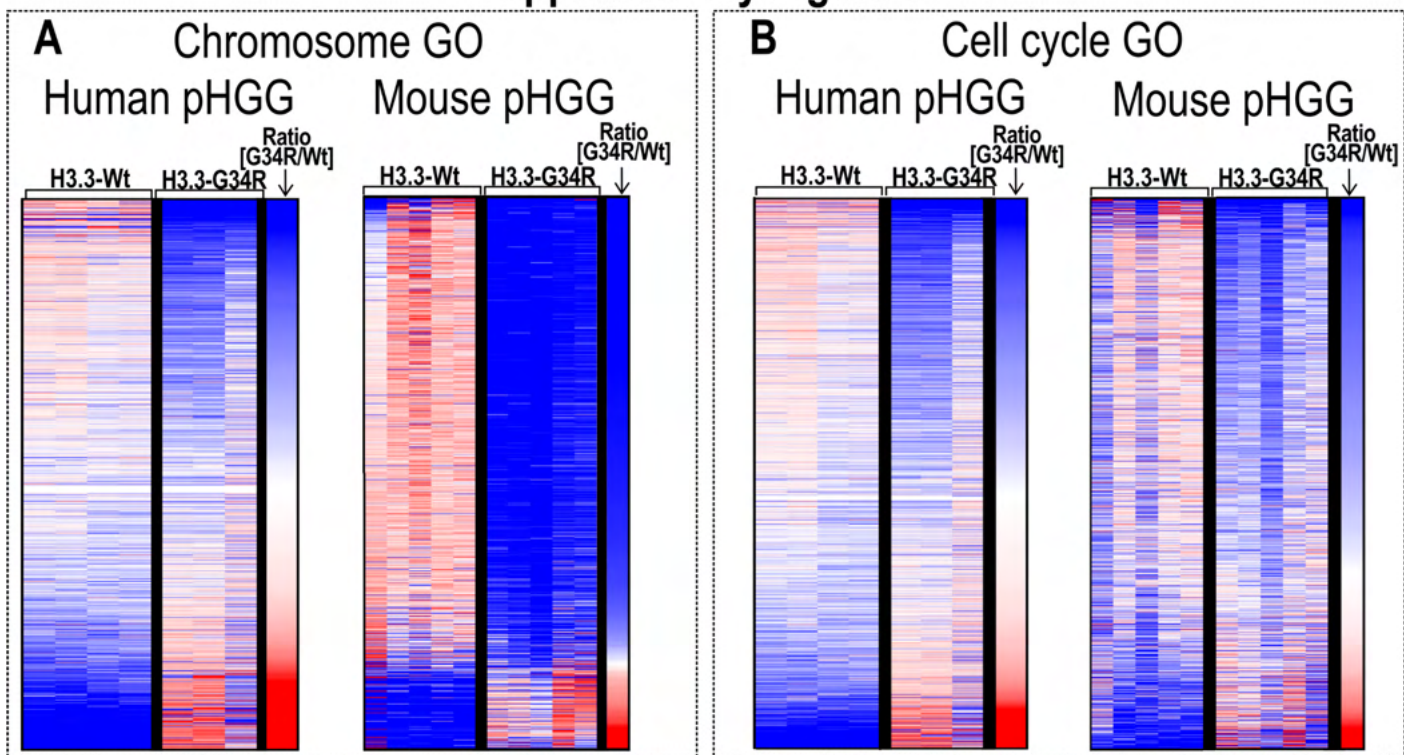 A
Chromosome GO
Human pHGG
Mouse pHGG
Ratio
[G34R/Wt]
H3.3-Wt
H3.3-G34R
Ratio
[G34R/Wt]
H3.3-Wt
H3.3-G34R
B
Cell cycle GO
Human pHGG
Mouse pHGG
Ratio
[G34R/Wt]
H3.3-Wt
H3.3-G34R
Ratio
[G34R/Wt]
H3.3-Wt
H3.3-G34R